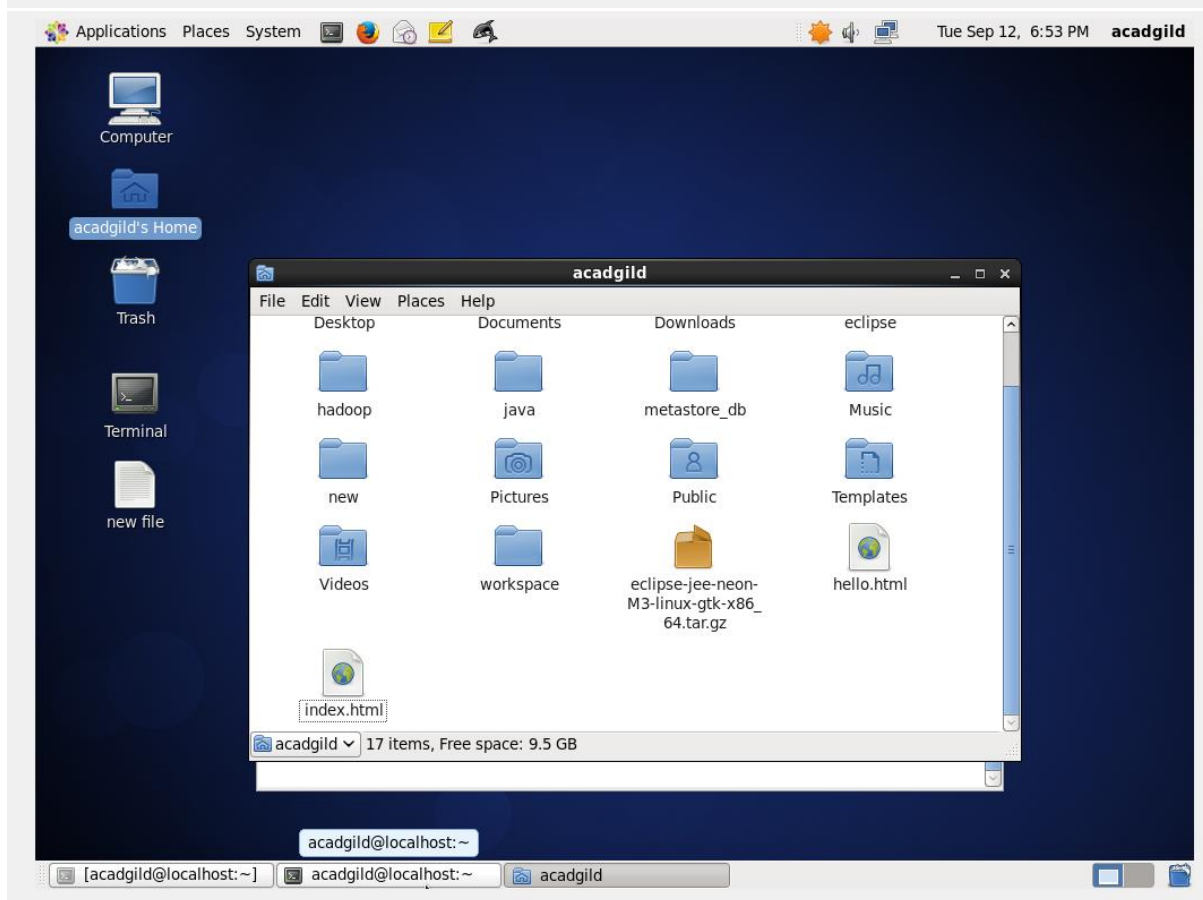 Applications Places System
Tue Sep 12, 6:53 PM acadgild
Computer
acadgild's Home
Trash
Terminal
new file
acadgild
File Edit View Places Help
Desktop Documents Downloads eclipse
hadoop java metastore_db Music
new Pictures Public Templates
Videos workspace eclipse-jee-neon- hello.html
M3-linux-gtk-x86_
64.tar.gz
index.html
acadgild 17 items, Free space: 9.5 GB
acadgild@localhost:~
[acadgild@localhost:~] acadgild@localhost:~ acadgild